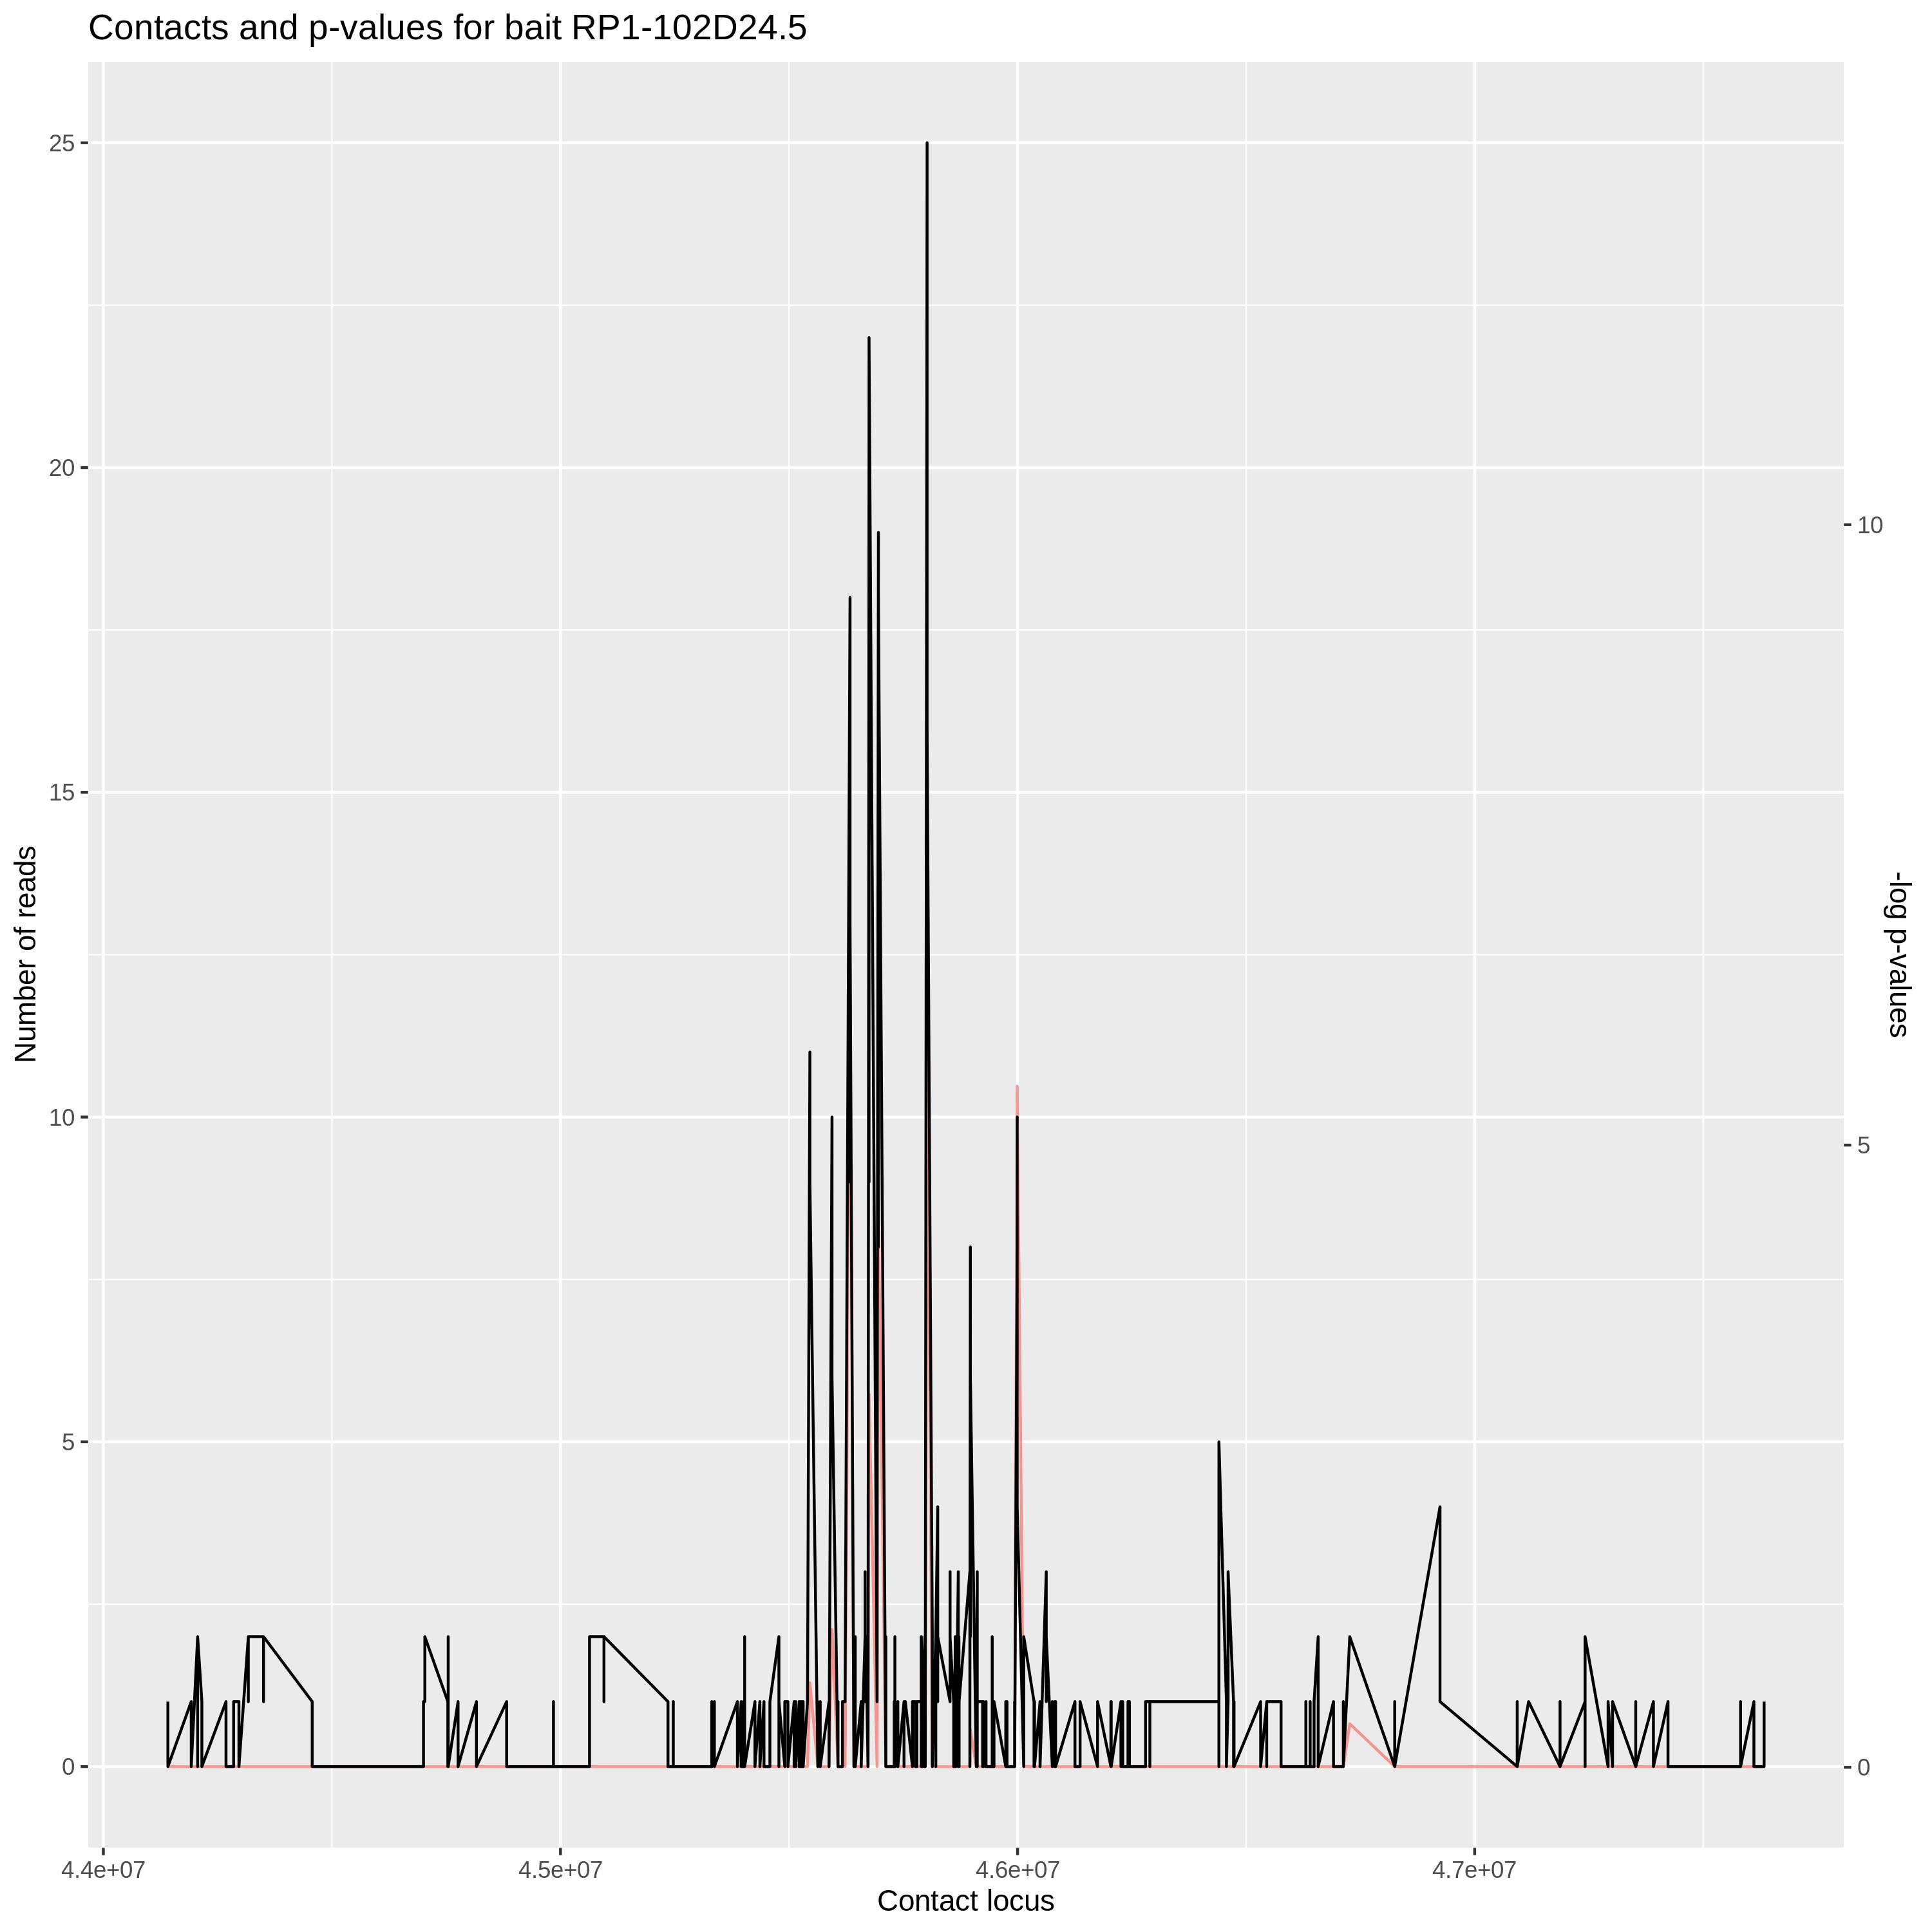 Contacts and p-values for bait RP1-102D24.5
25
20
15
10
5
0
Number of reads
10
5
0
-log p-values
4.4e+07
4.5e+07
4.6e+07
4.7e+07
Contact locus